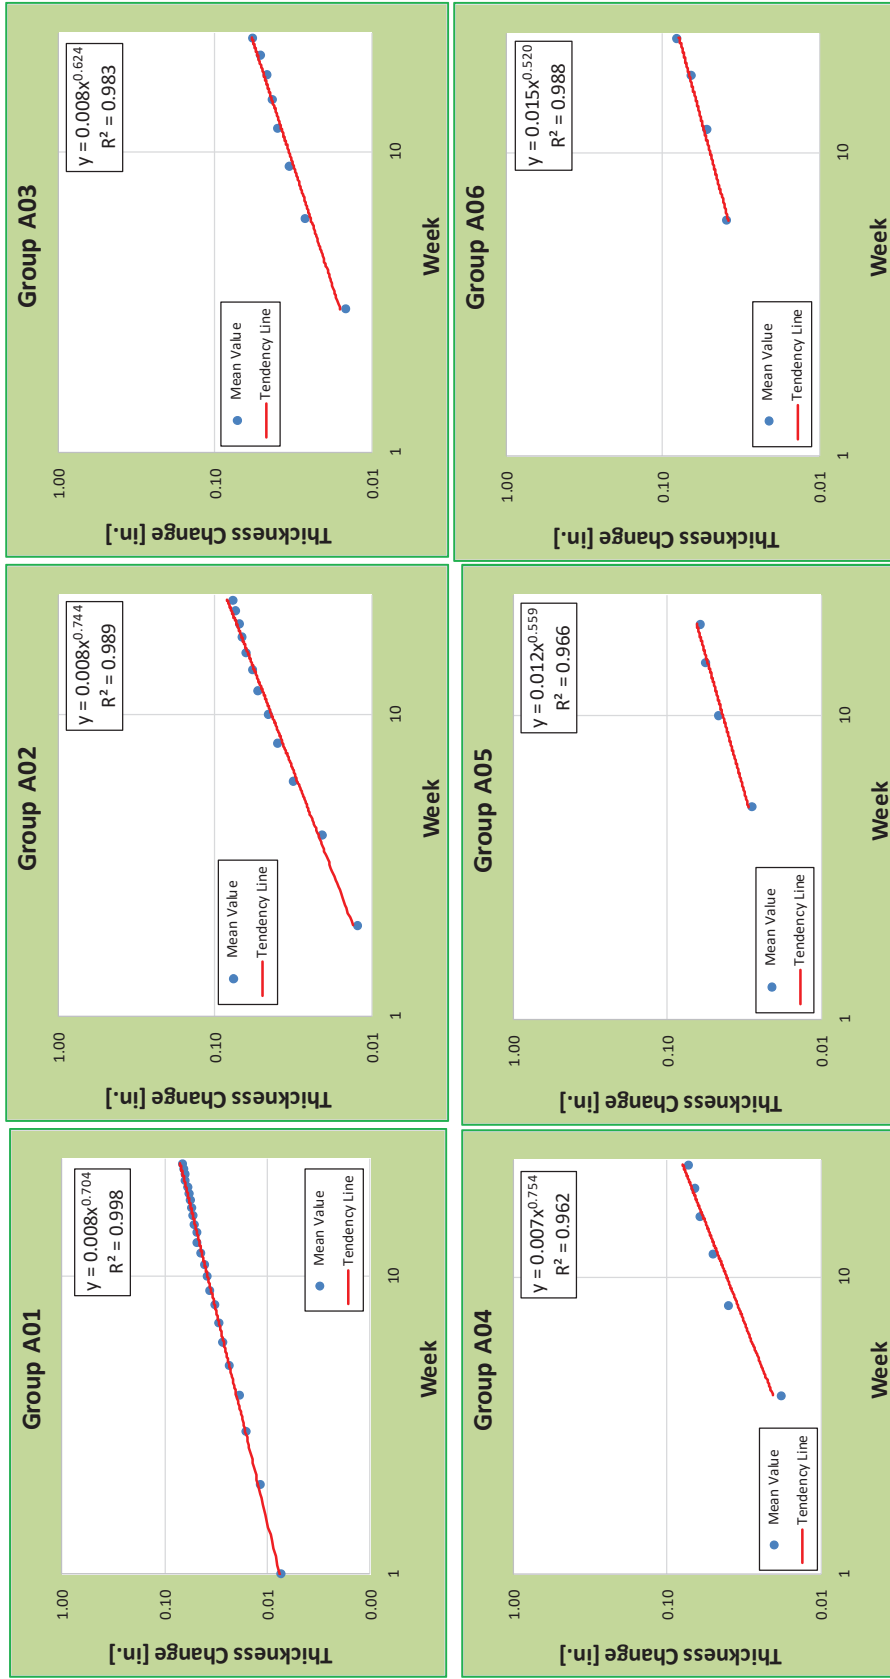 Group A01
Thickness Change [in.]
1.00
0.10
0.01
0.00
1
10
Week
y = 0.008x^0.704
R² = 0.998
Mean Value
Tendency Line
Group A02
Thickness Change [in.]
1.00
0.10
0.01
1
10
Week
y = 0.008x^0.744
R² = 0.989
Mean Value
Tendency Line
Group A03
Thickness Change [in.]
1.00
0.10
0.01
1
10
Week
y = 0.008x^0.624
R² = 0.983
Mean Value
Tendency Line
Group A04
Thickness Change [in.]
1.00
0.10
0.01
1
10
Week
y = 0.007x^0.754
R² = 0.962
Mean Value
Tendency Line
Group A05
Thickness Change [in.]
1.00
0.10
0.01
1
10
Week
y = 0.012x^0.559
R² = 0.966
Mean Value
Tendency Line
Group A06
Thickness Change [in.]
1.00
0.10
0.01
1
10
Week
y = 0.015x^0.520
R² = 0.988
Mean Value
Tendency Line